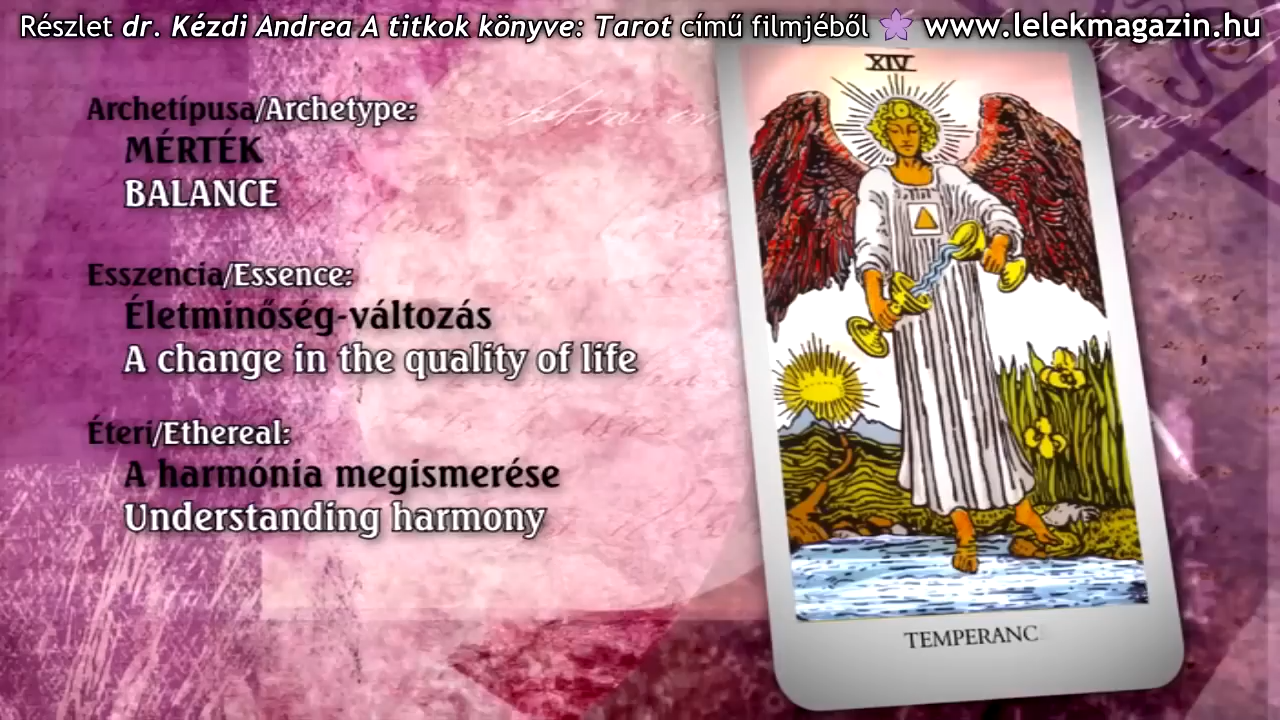 Részlet dr. Kézdi Andrea A titkok könyve: Tarot című filmjéből www.lelekmagazin.hu
Archetípusa/Archetype:
MÉRTÉK
BALANCE
Esszencia/Essence:
Életminőség-változás
A change in the quality of life
Éteri/Ethereal:
A harmónia megismerése
Understanding harmony
XIV
TEMPERANC